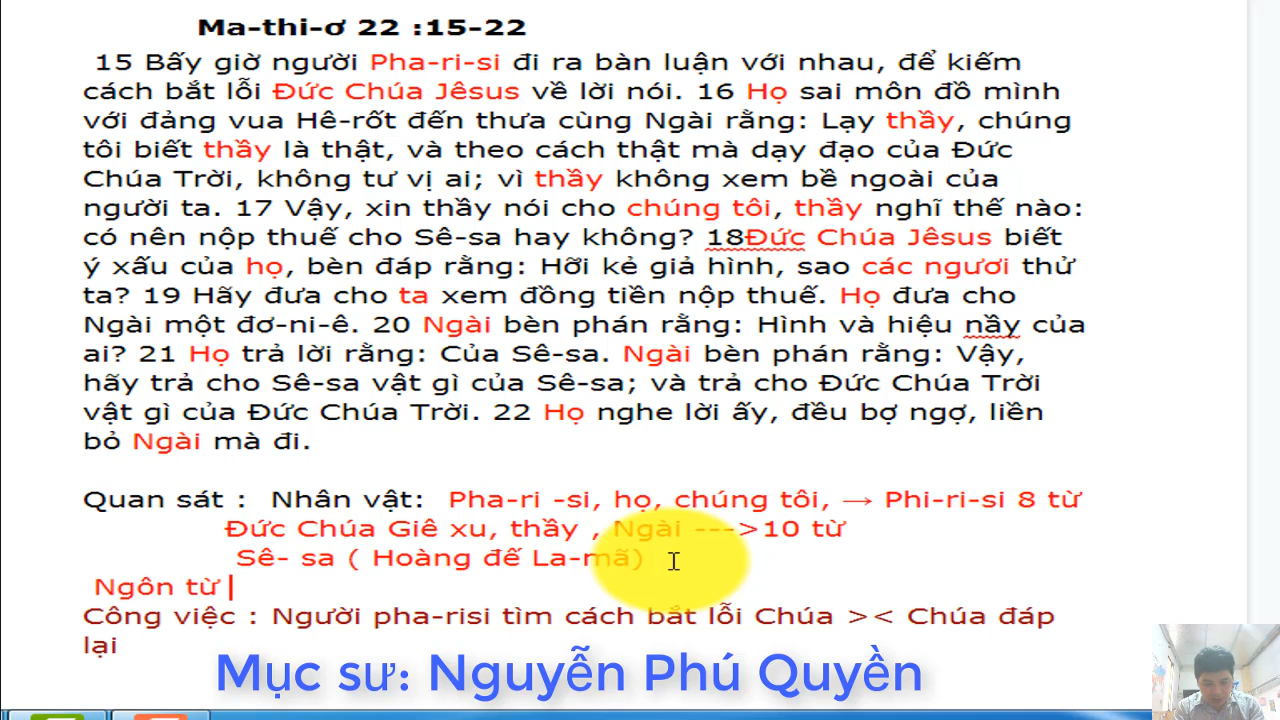 Ma-thi-ơ 22 :15-22
15 Bấy giờ người Pha-ri-si đi ra bàn luận với nhau, để kiếm
cách bắt lỗi Đức Chúa Jêsus về lời nói. 16 Họ sai môn đồ mình
với đảng vua Hê-rốt đến thưa cùng Ngài rằng: Lạy thầy, chúng
tôi biết thầy là thật, và theo cách thật mà dạy đạo của Đức
Chúa Trời, không tư vị ai; vì thầy không xem bề ngoài của
người ta. 17 Vậy, xin thầy nói cho chúng tôi, thầy nghĩ thế nào:
có nên nộp thuế cho Sê-sa hay không? 18Đức Chúa Jêsus biết
ý xấu của họ, bèn đáp rằng: Hỡi kẻ giả hình, sao các ngươi thử
ta? 19 Hãy đưa cho ta xem đồng tiền nộp thuế. Họ đưa cho
Ngài một đơ-ni-ê. 20 Ngài bèn phán rằng: Hình và hiệu nầy của
ai? 21 Họ trả lời rằng: Của Sê-sa. Ngài bèn phán rằng: Vậy,
hãy trả cho Sê-sa vật gì của Sê-sa; và trả cho Đức Chúa Trời
vật gì của Đức Chúa Trời. 22 Họ nghe lời ấy, đều bợ ngợ, liền
bỏ Ngài mà đi.
Quan sát : Nhân vật: Pha-ri -si, họ, chúng tôi, → Phi-ri-si 8 từ
Đức Chúa Giê xu, thầy , Ngài --->10 từ
Sê- sa ( Hoàng đế La-mã)
Ngôn từ
Công việc : Người pha-risi tìm cách bắt lỗi Chúa >< Chúa đáp
lại
Mục sư: Nguyễn Phú Quyền